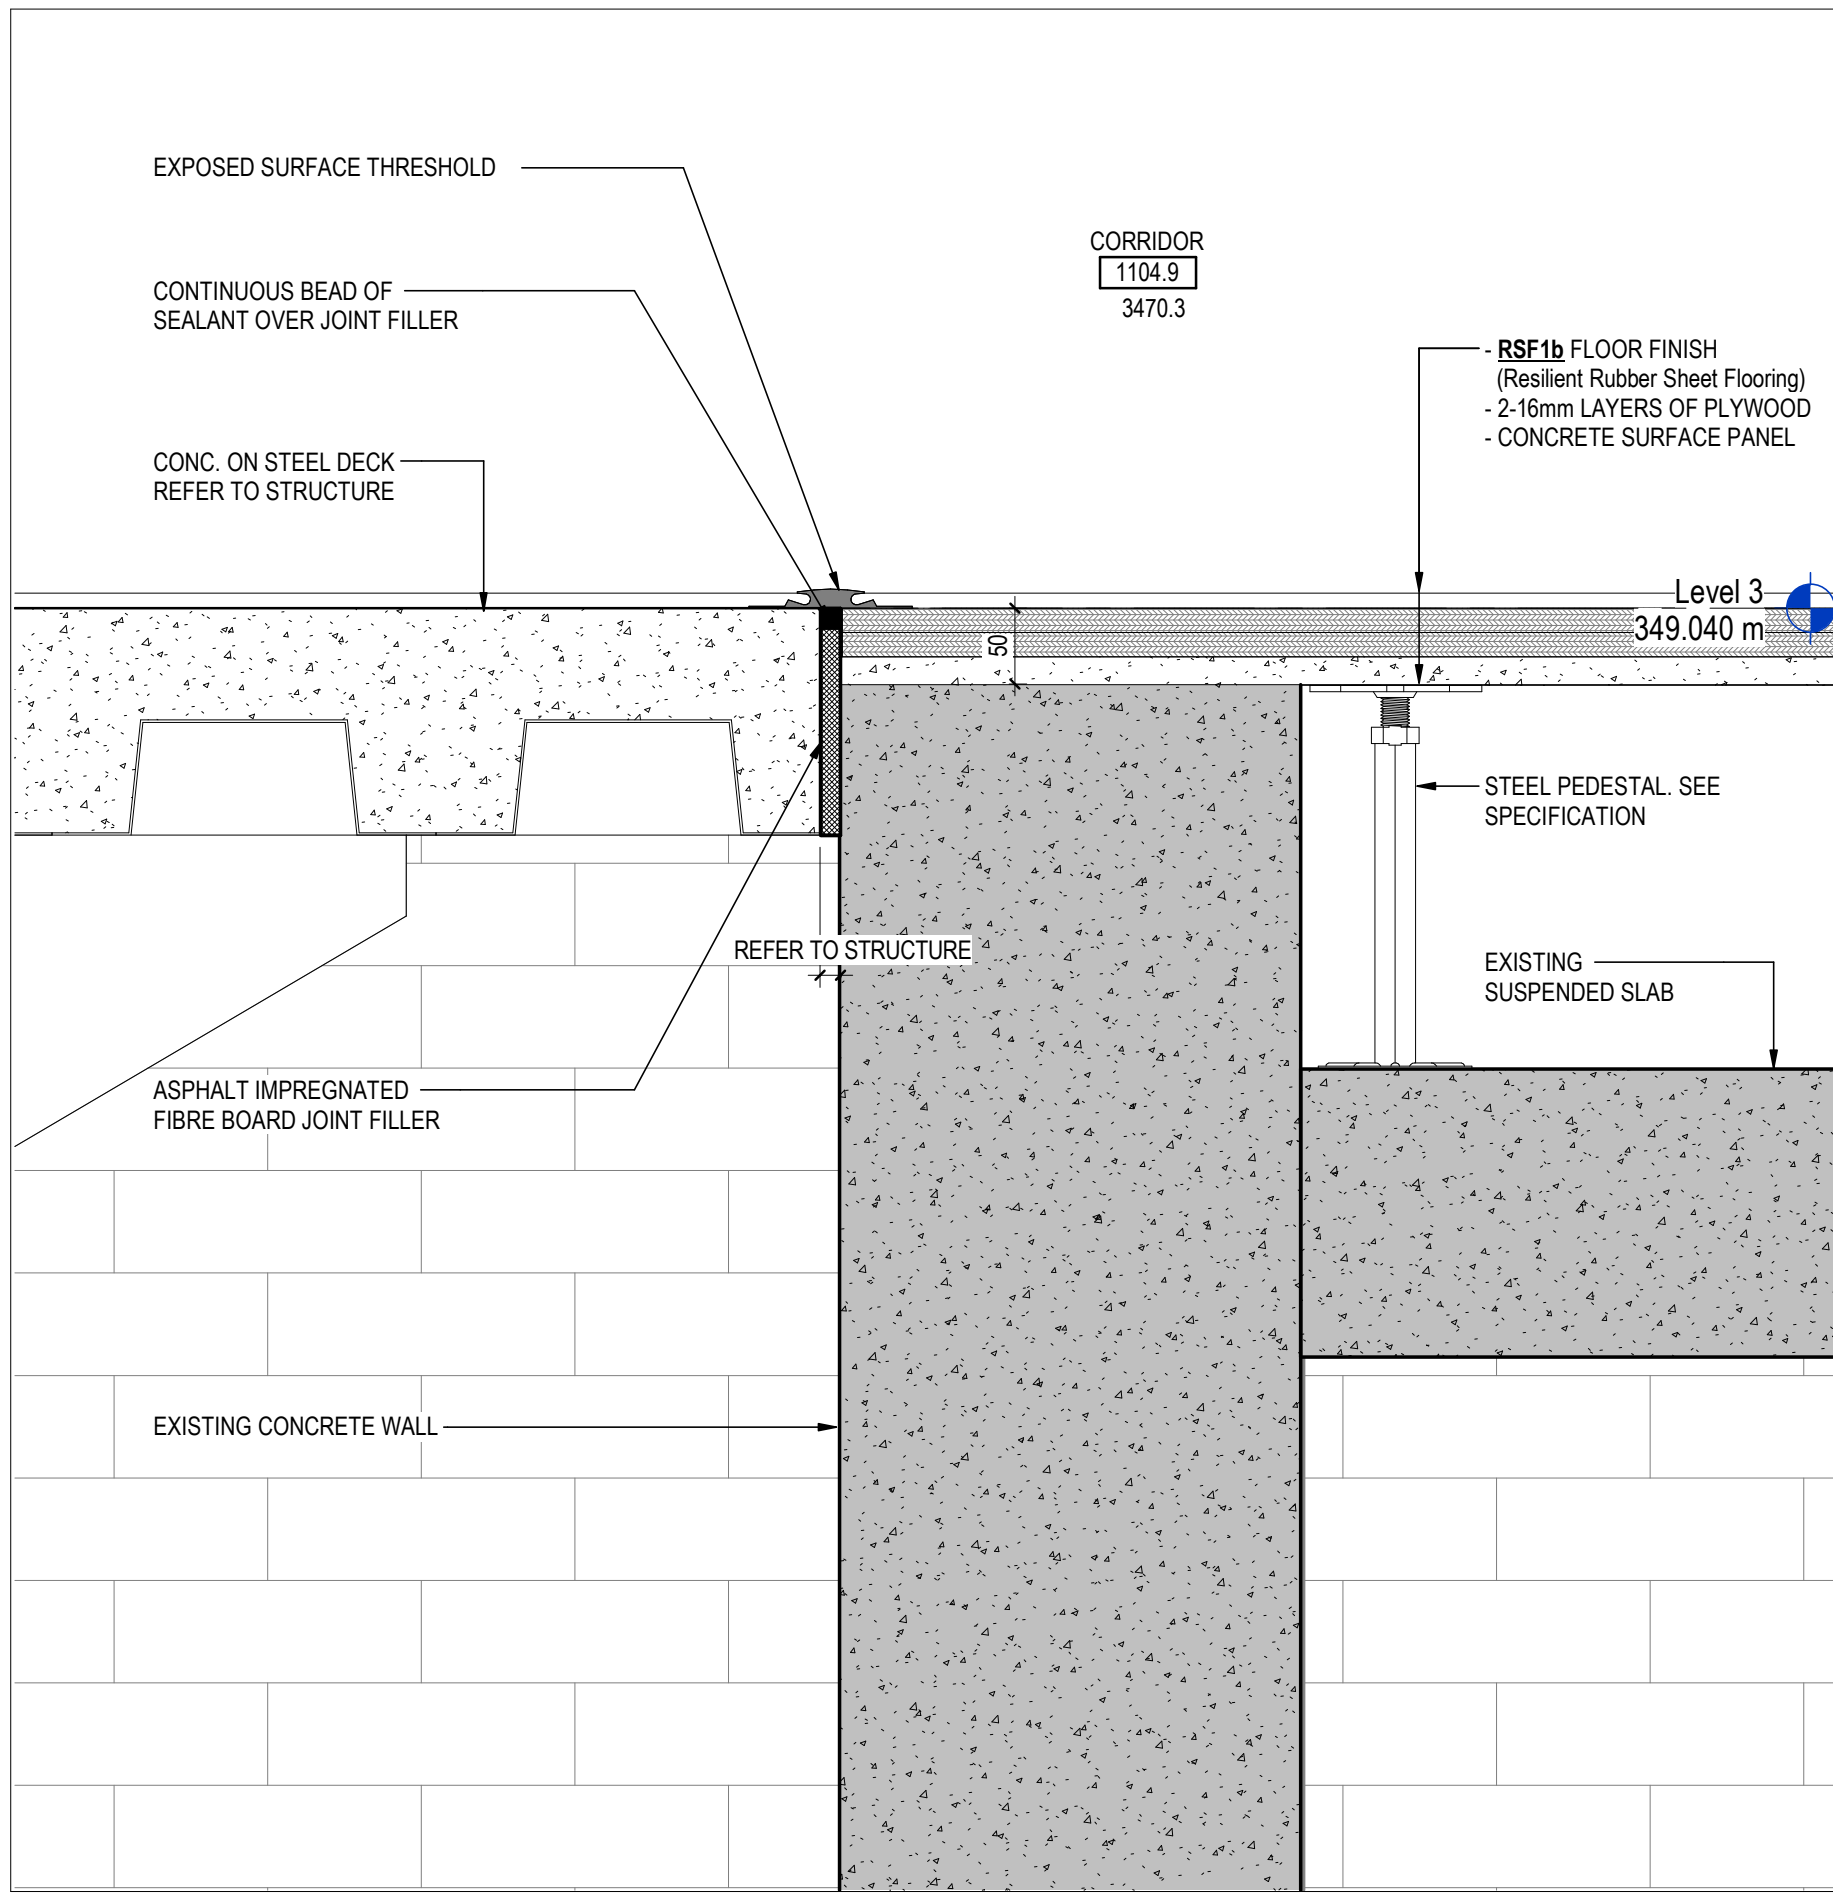 EXPOSED SURFACE THRESHOLD
CORRIDOR
1104.9
3470.3
CONTINUOUS BEAD OF
SEALANT OVER JOINT FILLER
- RSF1b FLOOR FINISH
(Resilient Rubber Sheet Flooring)
- 2-16mm LAYERS OF PLYWOOD
- CONCRETE SURFACE PANEL
CONC. ON STEEL DECK
REFER TO STRUCTURE
Level 3
349.040 m
50
STEEL PEDESTAL. SEE
SPECIFICATION
REFER TO STRUCTURE
EXISTING
SUSPENDED SLAB
ASPHALT IMPREGNATED
FIBRE BOARD JOINT FILLER
EXISTING CONCRETE WALL